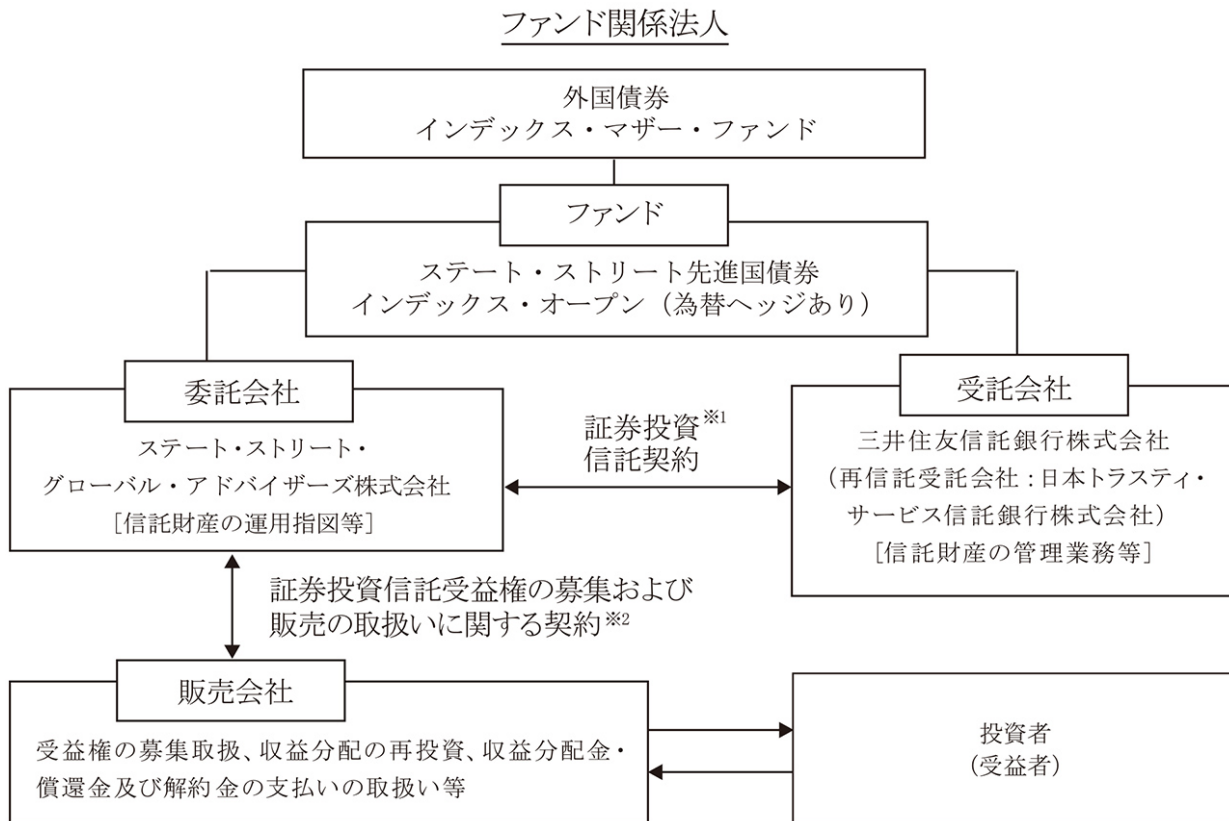 ファンド関係法人
外国債券
インデックス・マザー・ファンド
ファンド
ステート・ストリート先進国債券
インデックス・オープン（為替ヘッジあり）
委託会社
ステート・ストリート・
グローバル・アドバイザーズ株式会社
［信託財産の運用指図等］
証券投資※1
信託契約
受託会社
三井住友信託銀行株式会社
（再信託受託会社：日本トラスティ・
サービス信託銀行株式会社）
［信託財産の管理業務等］
証券投資信託受益権の募集および
販売の取扱いに関する契約※2
販売会社
受益権の募集取扱、収益分配の再投資、収益分配金・
償還金及び解約金の支払いの取扱い等
投資者
（受益者）